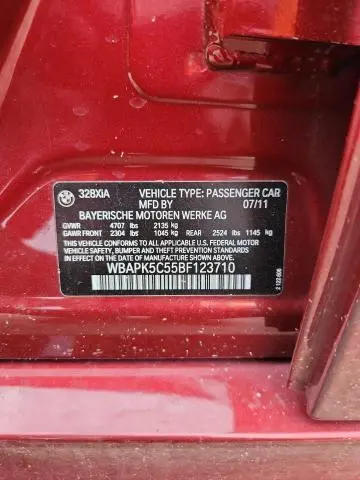 328XiA VEHICLE TYPE: PASSENGER CAR
MFD BY 07/11
BAYERISCHE MOTOREN WERKE AG
GVWR 4707 lbs 2135 kg
GAWR FRONT 2304 lbs 1045 kg REAR 2524 lbs 1145 kg
THIS VEHICLE CONFORMS TO ALL APPLICABLE U.S. FEDERAL MOTOR
VEHICLE SAFETY, BUMPER AND THEFT PREVENTION STANDARDS IN
EFFECT ON THE DATE OF MANUFACTURE SHOWN ABOVE.
WBAPK5C55BF123710